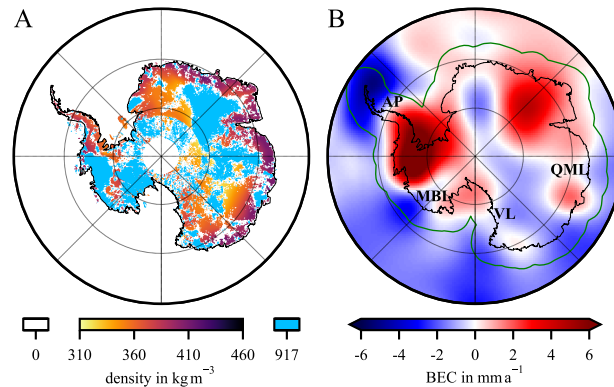 A
B
AP
QML
MBL
VL
0
310 360 410 460
917
density in kg m⁻³
-6 -4 -2 0 2 4 6
BEC in mm a⁻¹